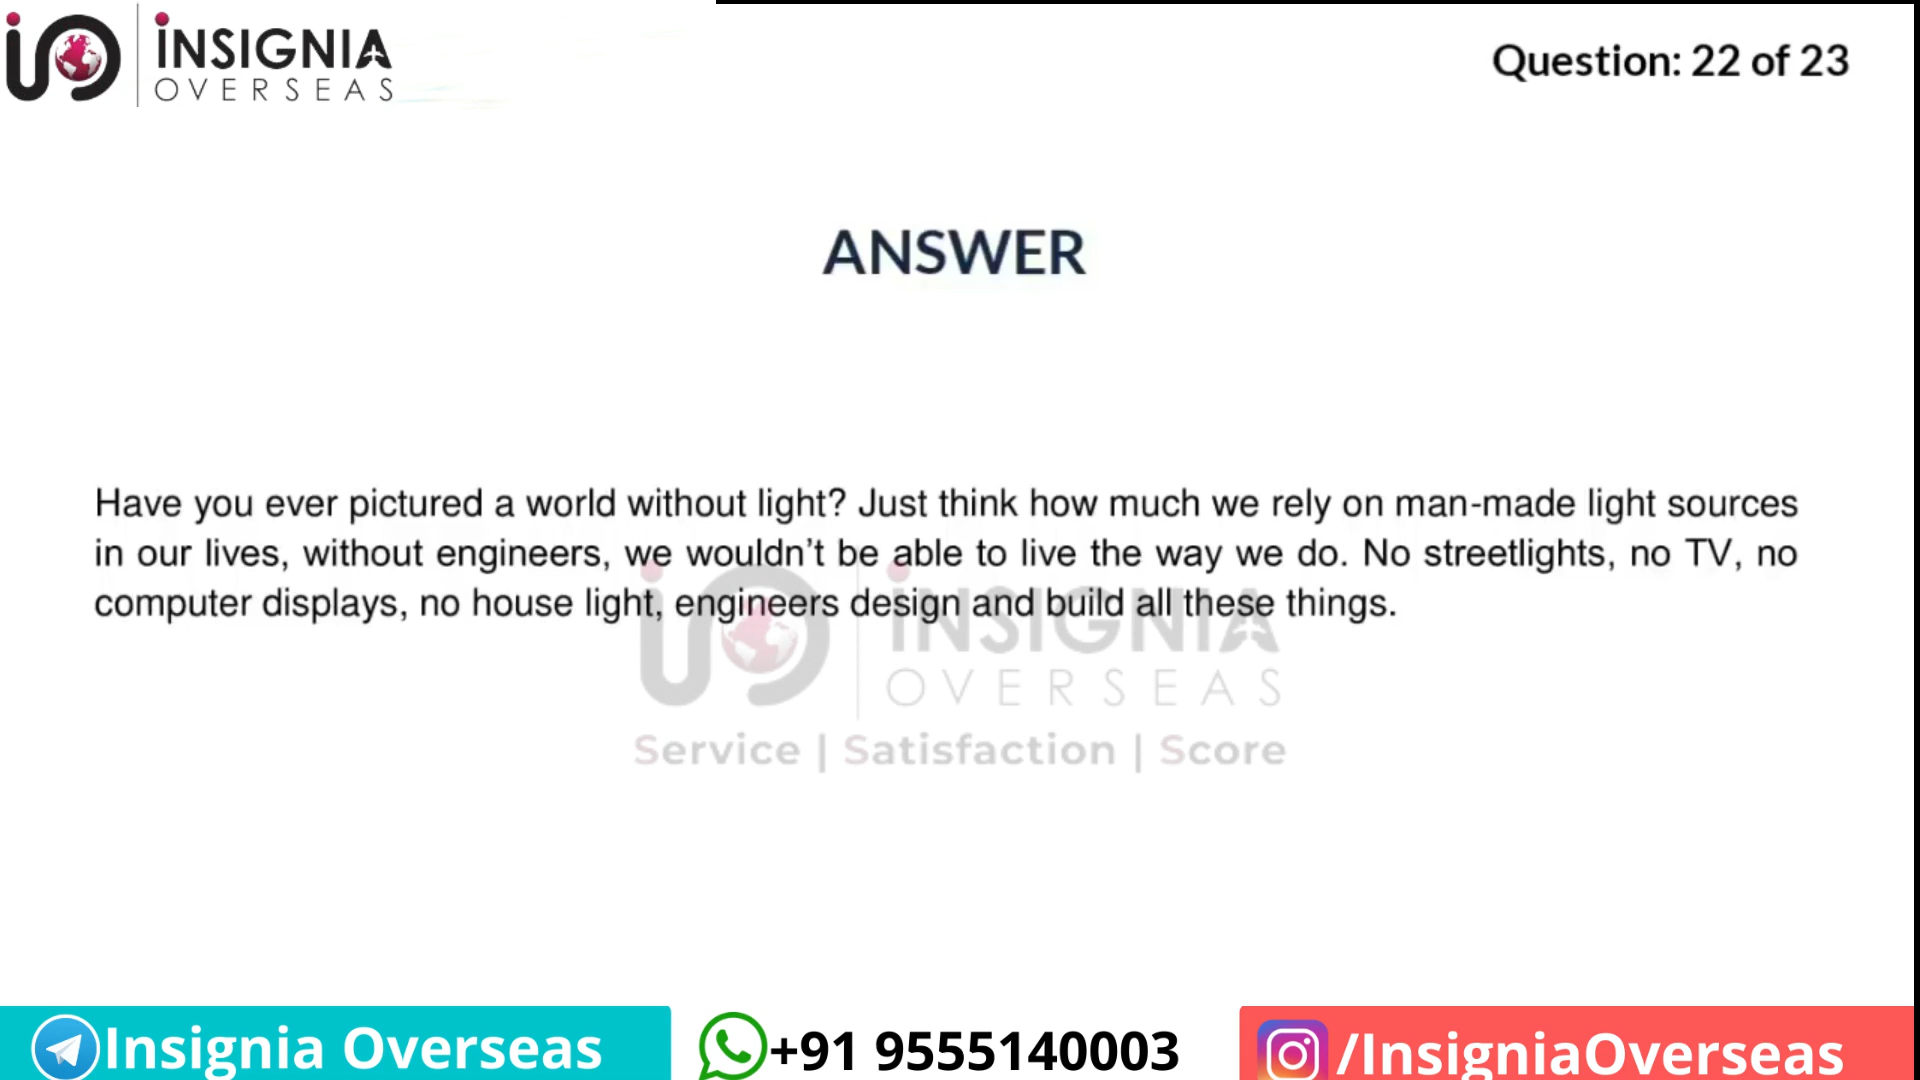 INSIGNIA
OVERSEAS
Question: 22 of 23
ANSWER
Have you ever pictured a world without light? Just think how much we rely on man-made light sources
in our lives, without engineers, we wouldn’t be able to live the way we do. No streetlights, no TV, no
computer displays, no house light, engineers design and build all these things.
INSIGNIA
OVERSEAS
Service | Satisfaction | Score
Insignia Overseas
+91 9555140003
/InsigniaOverseas